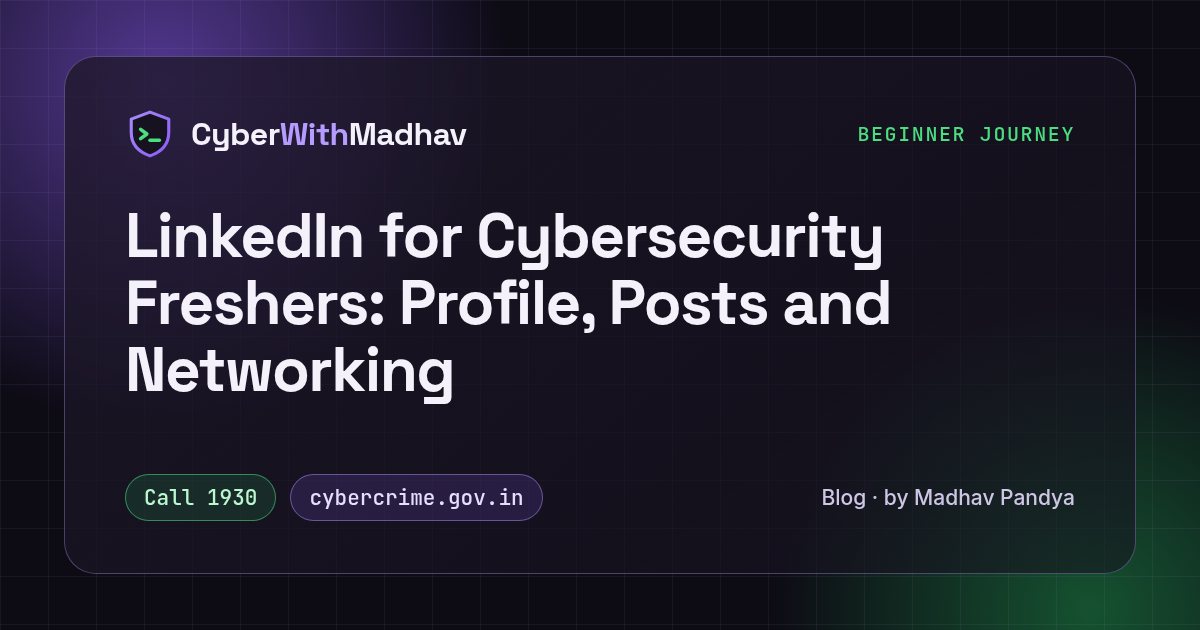 CyberWithMadhav
BEGINNER JOURNEY
LinkedIn for Cybersecurity
Freshers: Profile, Posts and
Networking
Call 1930
cybercrime.gov.in
Blog · by Madhav Pandya